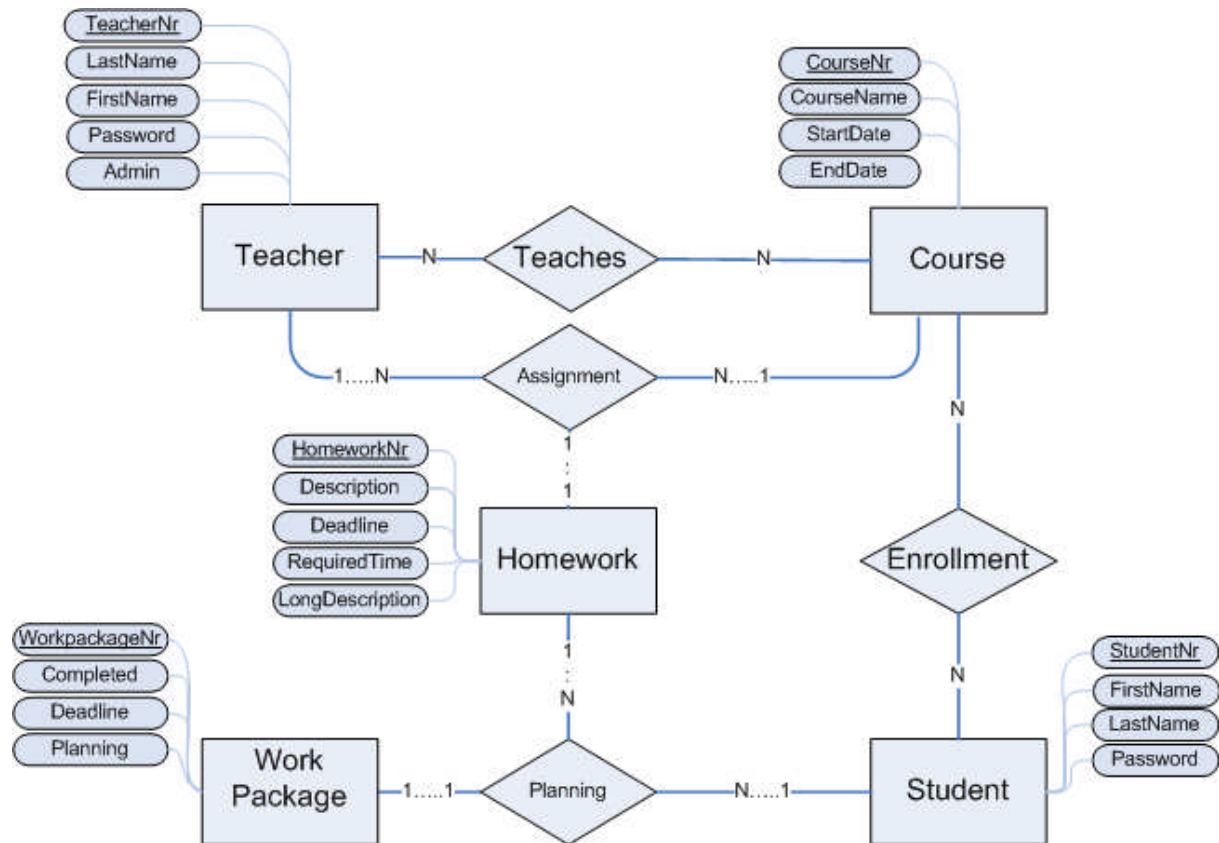 TeacherNr
LastName
FirstName
Password
Admin
CourseNr
CourseName
StartDate
EndDate
Teacher
N
Teaches
N
Course
1.....N
Assignment
N.....1
N
1
:
1
HomeworkNr
Description
Deadline
RequiredTime
LongDescription
Homework
Enrollment
1
:
N
N
WorkpackageNr
Completed
Deadline
Planning
StudentNr
FirstName
LastName
Password
Work
Package
1.....1
Planning
N.....1
Student